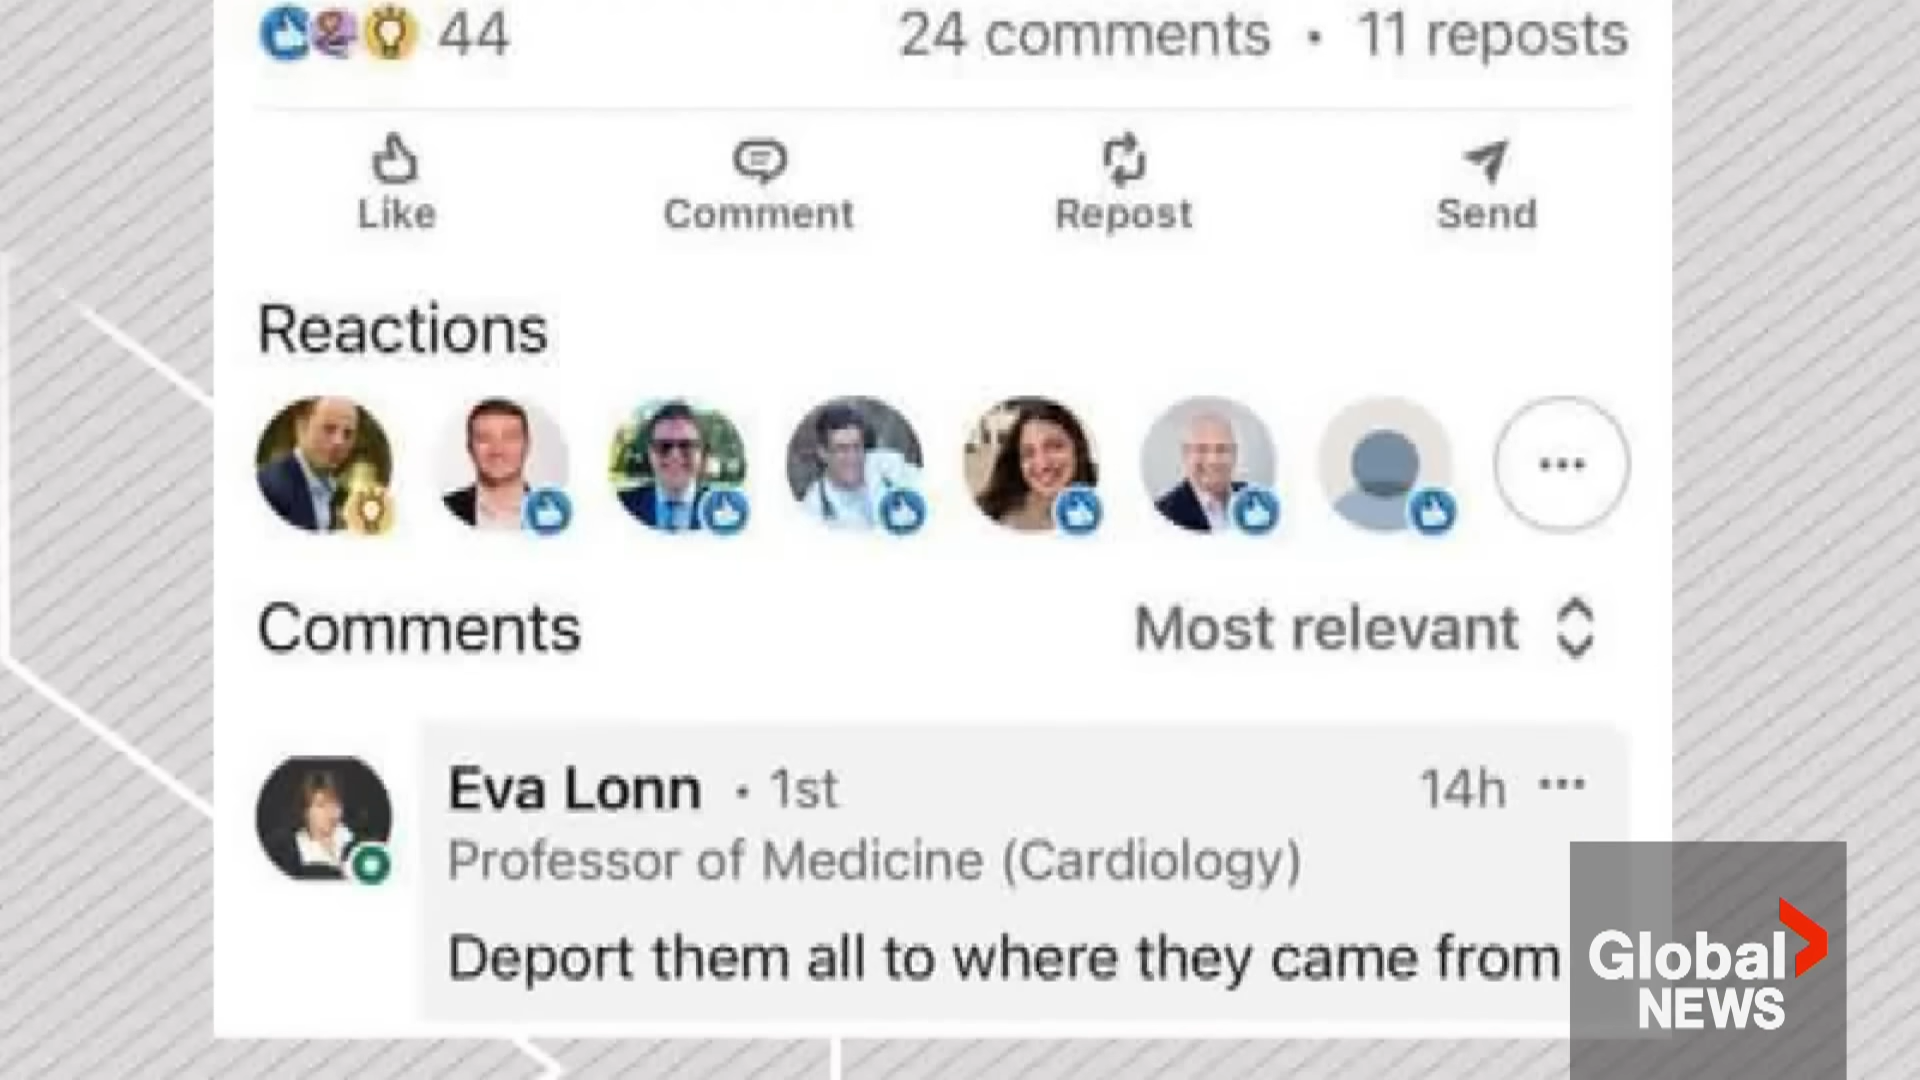 44
24 comments • 11 reposts
Like
Comment
Repost
Send
Reactions
Comments
Most relevant
Eva Lonn • 1st
14h
Professor of Medicine (Cardiology)
Deport them all to where they came from
Global
NEWS